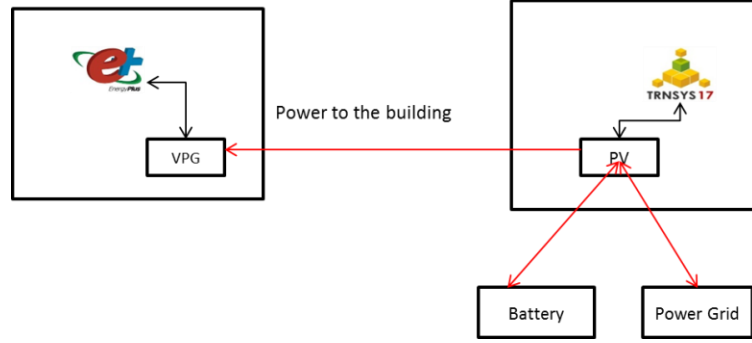 e+
EnergyPlus
TRNSYS 17
Power to the building
VPG
PV
Battery
Power Grid